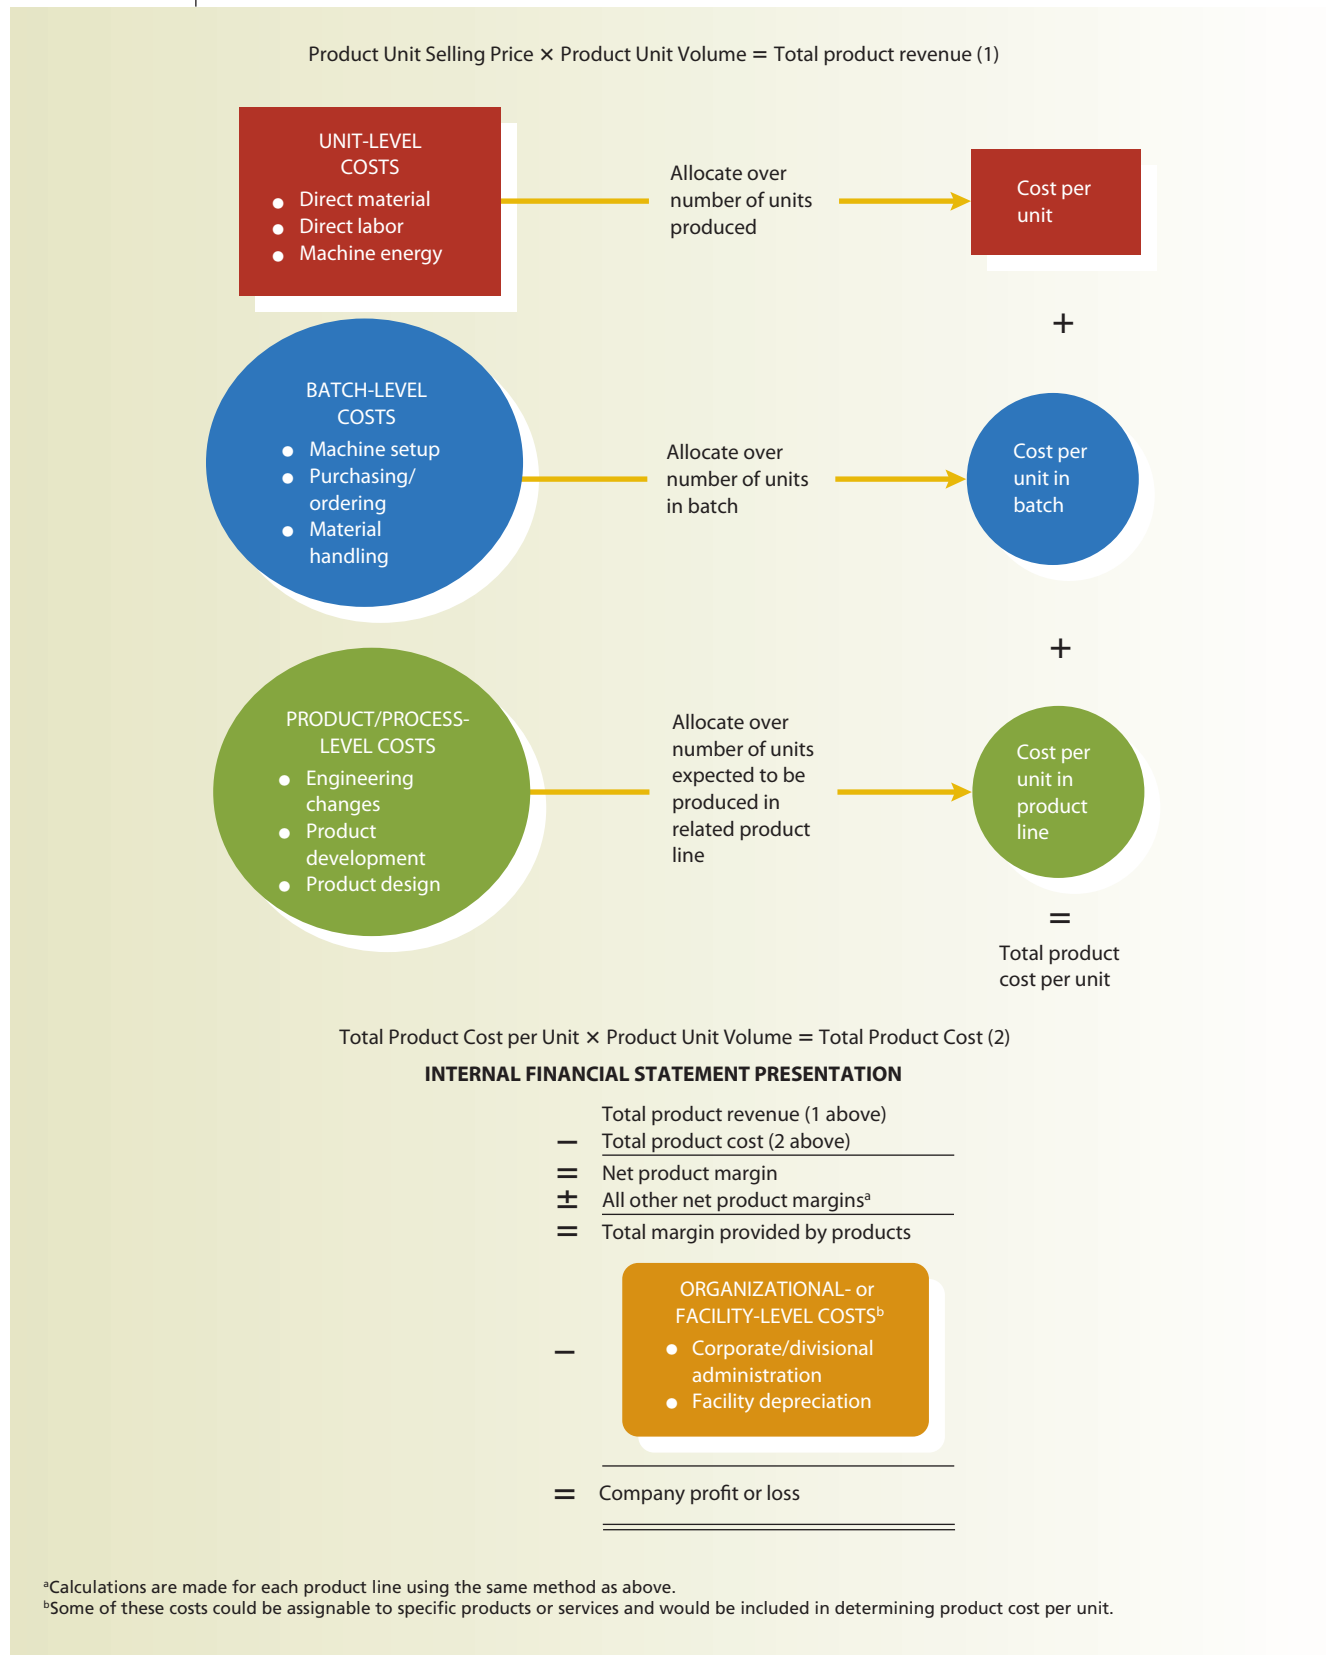 Product Unit Selling Price × Product Unit Volume = Total product revenue (1)
UNIT-LEVEL
COSTS
● Direct material
● Direct labor
● Machine energy
Allocate over
number of units
produced
Cost per
unit
+
BATCH-LEVEL
COSTS
● Machine setup
● Purchasing/
ordering
● Material
handling
Allocate over
number of units
in batch
Cost per
unit in
batch
+
PRODUCT/PROCESS-
LEVEL COSTS
● Engineering
changes
● Product
development
● Product design
Allocate over
number of units
expected to be
produced in
related product
line
Cost per
unit in
product
line
=
Total product
cost per unit
Total Product Cost per Unit × Product Unit Volume = Total Product Cost (2)
INTERNAL FINANCIAL STATEMENT PRESENTATION
Total product revenue (1 above)
− Total product cost (2 above)
= Net product margin
± All other net product marginsᵃ
= Total margin provided by products
ORGANIZATIONAL- or
FACILITY-LEVEL COSTSᵇ
− ● Corporate/divisional
administration
● Facility depreciation
= Company profit or loss
ᵃCalculations are made for each product line using the same method as above.
ᵇSome of these costs could be assignable to specific products or services and would be included in determining product cost per unit.